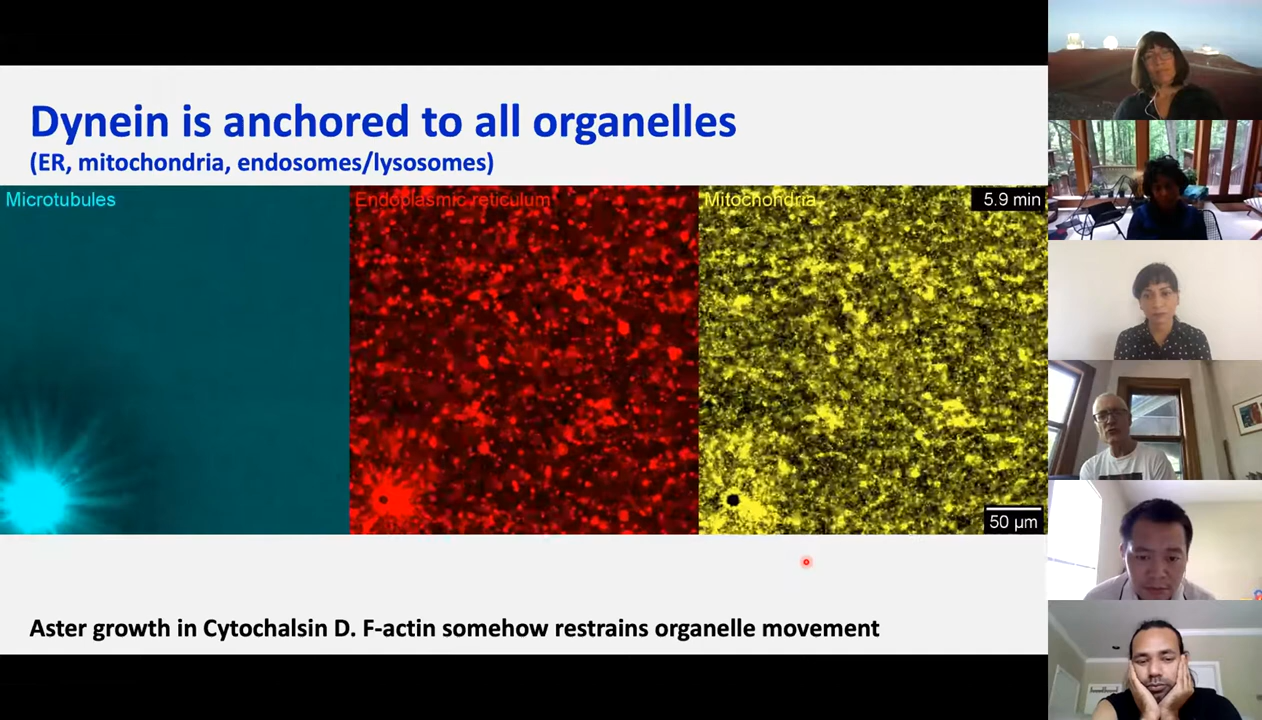 Dynein is anchored to all organelles
(ER, mitochondria, endosomes/lysosomes)
Microtubules
Endoplasmic reticulum
Mitochondria
5.9 min
50 µm
Aster growth in Cytochalsin D. F-actin somehow restrains organelle movement